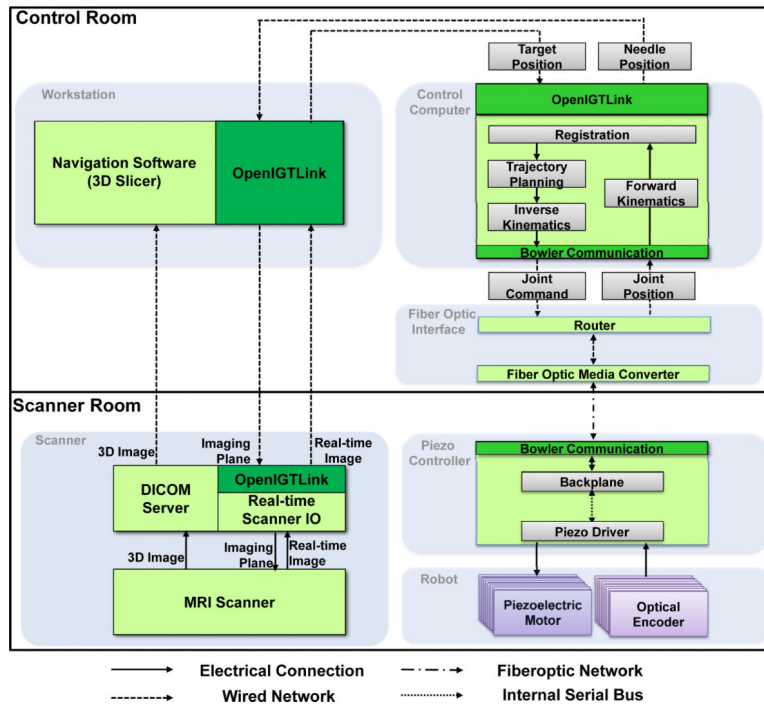 Control Room
Target
Position
Needle
Position
Workstation
Navigation Software
(3D Slicer)
OpenIGTLink
Control
Computer
OpenIGTLink
Registration
Trajectory
Planning
Inverse
Kinematics
Forward
Kinematics
Bowler Communication
Joint
Command
Joint
Position
Fiber Optic
Interface
Router
Fiber Optic Media Converter
Scanner Room
Scanner
3D Image
Imaging
Plane
Real-time
Image
DICOM
Server
OpenIGTLink
Real-time
Scanner IO
3D Image
Imaging
Plane
Real-time
Image
MRI Scanner
Piezo
Controller
Bowler Communication
Backplane
Piezo Driver
Robot
Piezoelectric
Motor
Optical
Encoder
Electrical Connection
Fiberoptic Network
Wired Network
Internal Serial Bus